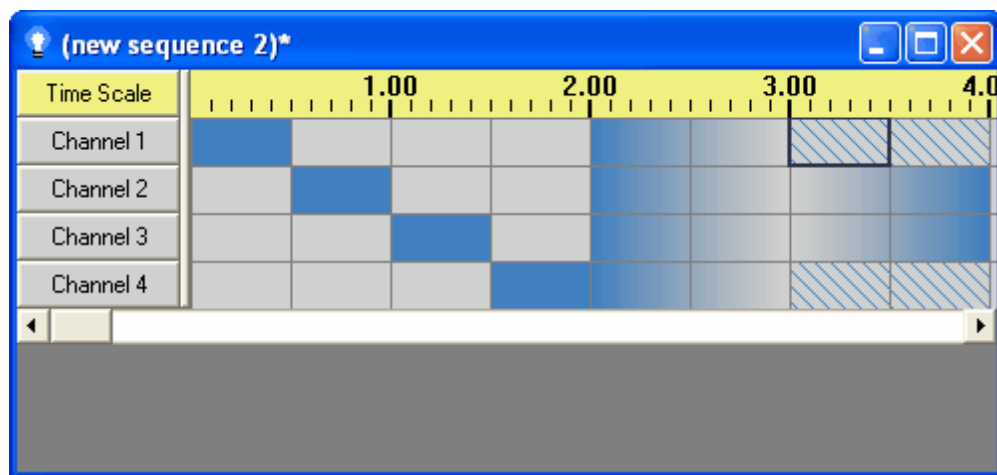 (new sequence 2)*
Time Scale 1.00 2.00 3.00 4.0
Channel 1
Channel 2
Channel 3
Channel 4